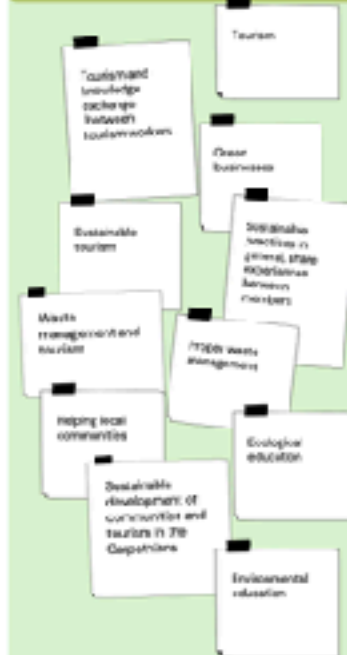 Tourism
Tourism and
knowledge
exchange
between
tourism workers
Green
businesses
Sustainable
tourism
Sustainable
practices in
general, share
experiences
between
members
Waste
management and
tourism
Proper waste
management
Helping local
communities
Ecological
education
Sustainable
development of
communities and
tourism in the
Carpathians
Enviromental
education